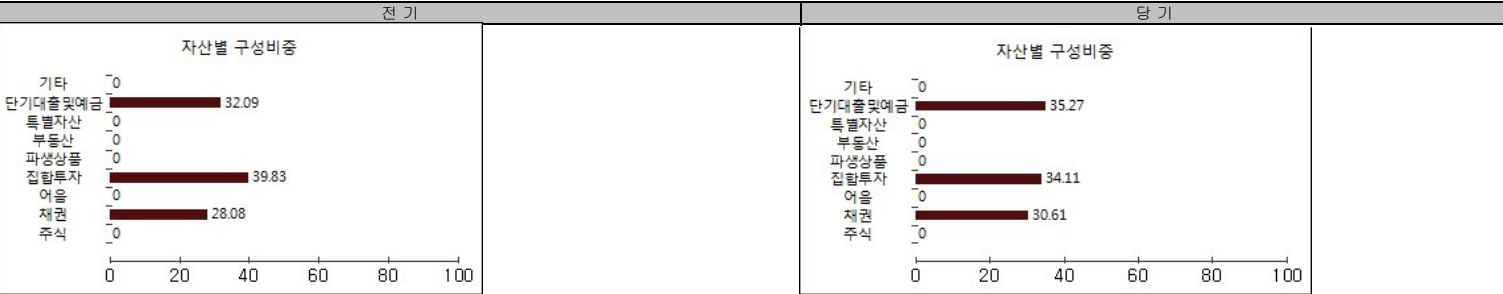 전 기
당 기
자산별 구성비중
기타 0
단기대출및예금 32.09
특별자산 0
부동산 0
파생상품 0
집합투자 39.83
어음 0
채권 28.08
주식 0
0 20 40 60 80 100
자산별 구성비중
기타 0
단기대출및예금 35.27
특별자산 0
부동산 0
파생상품 0
집합투자 34.11
어음 0
채권 30.61
주식 0
0 20 40 60 80 100